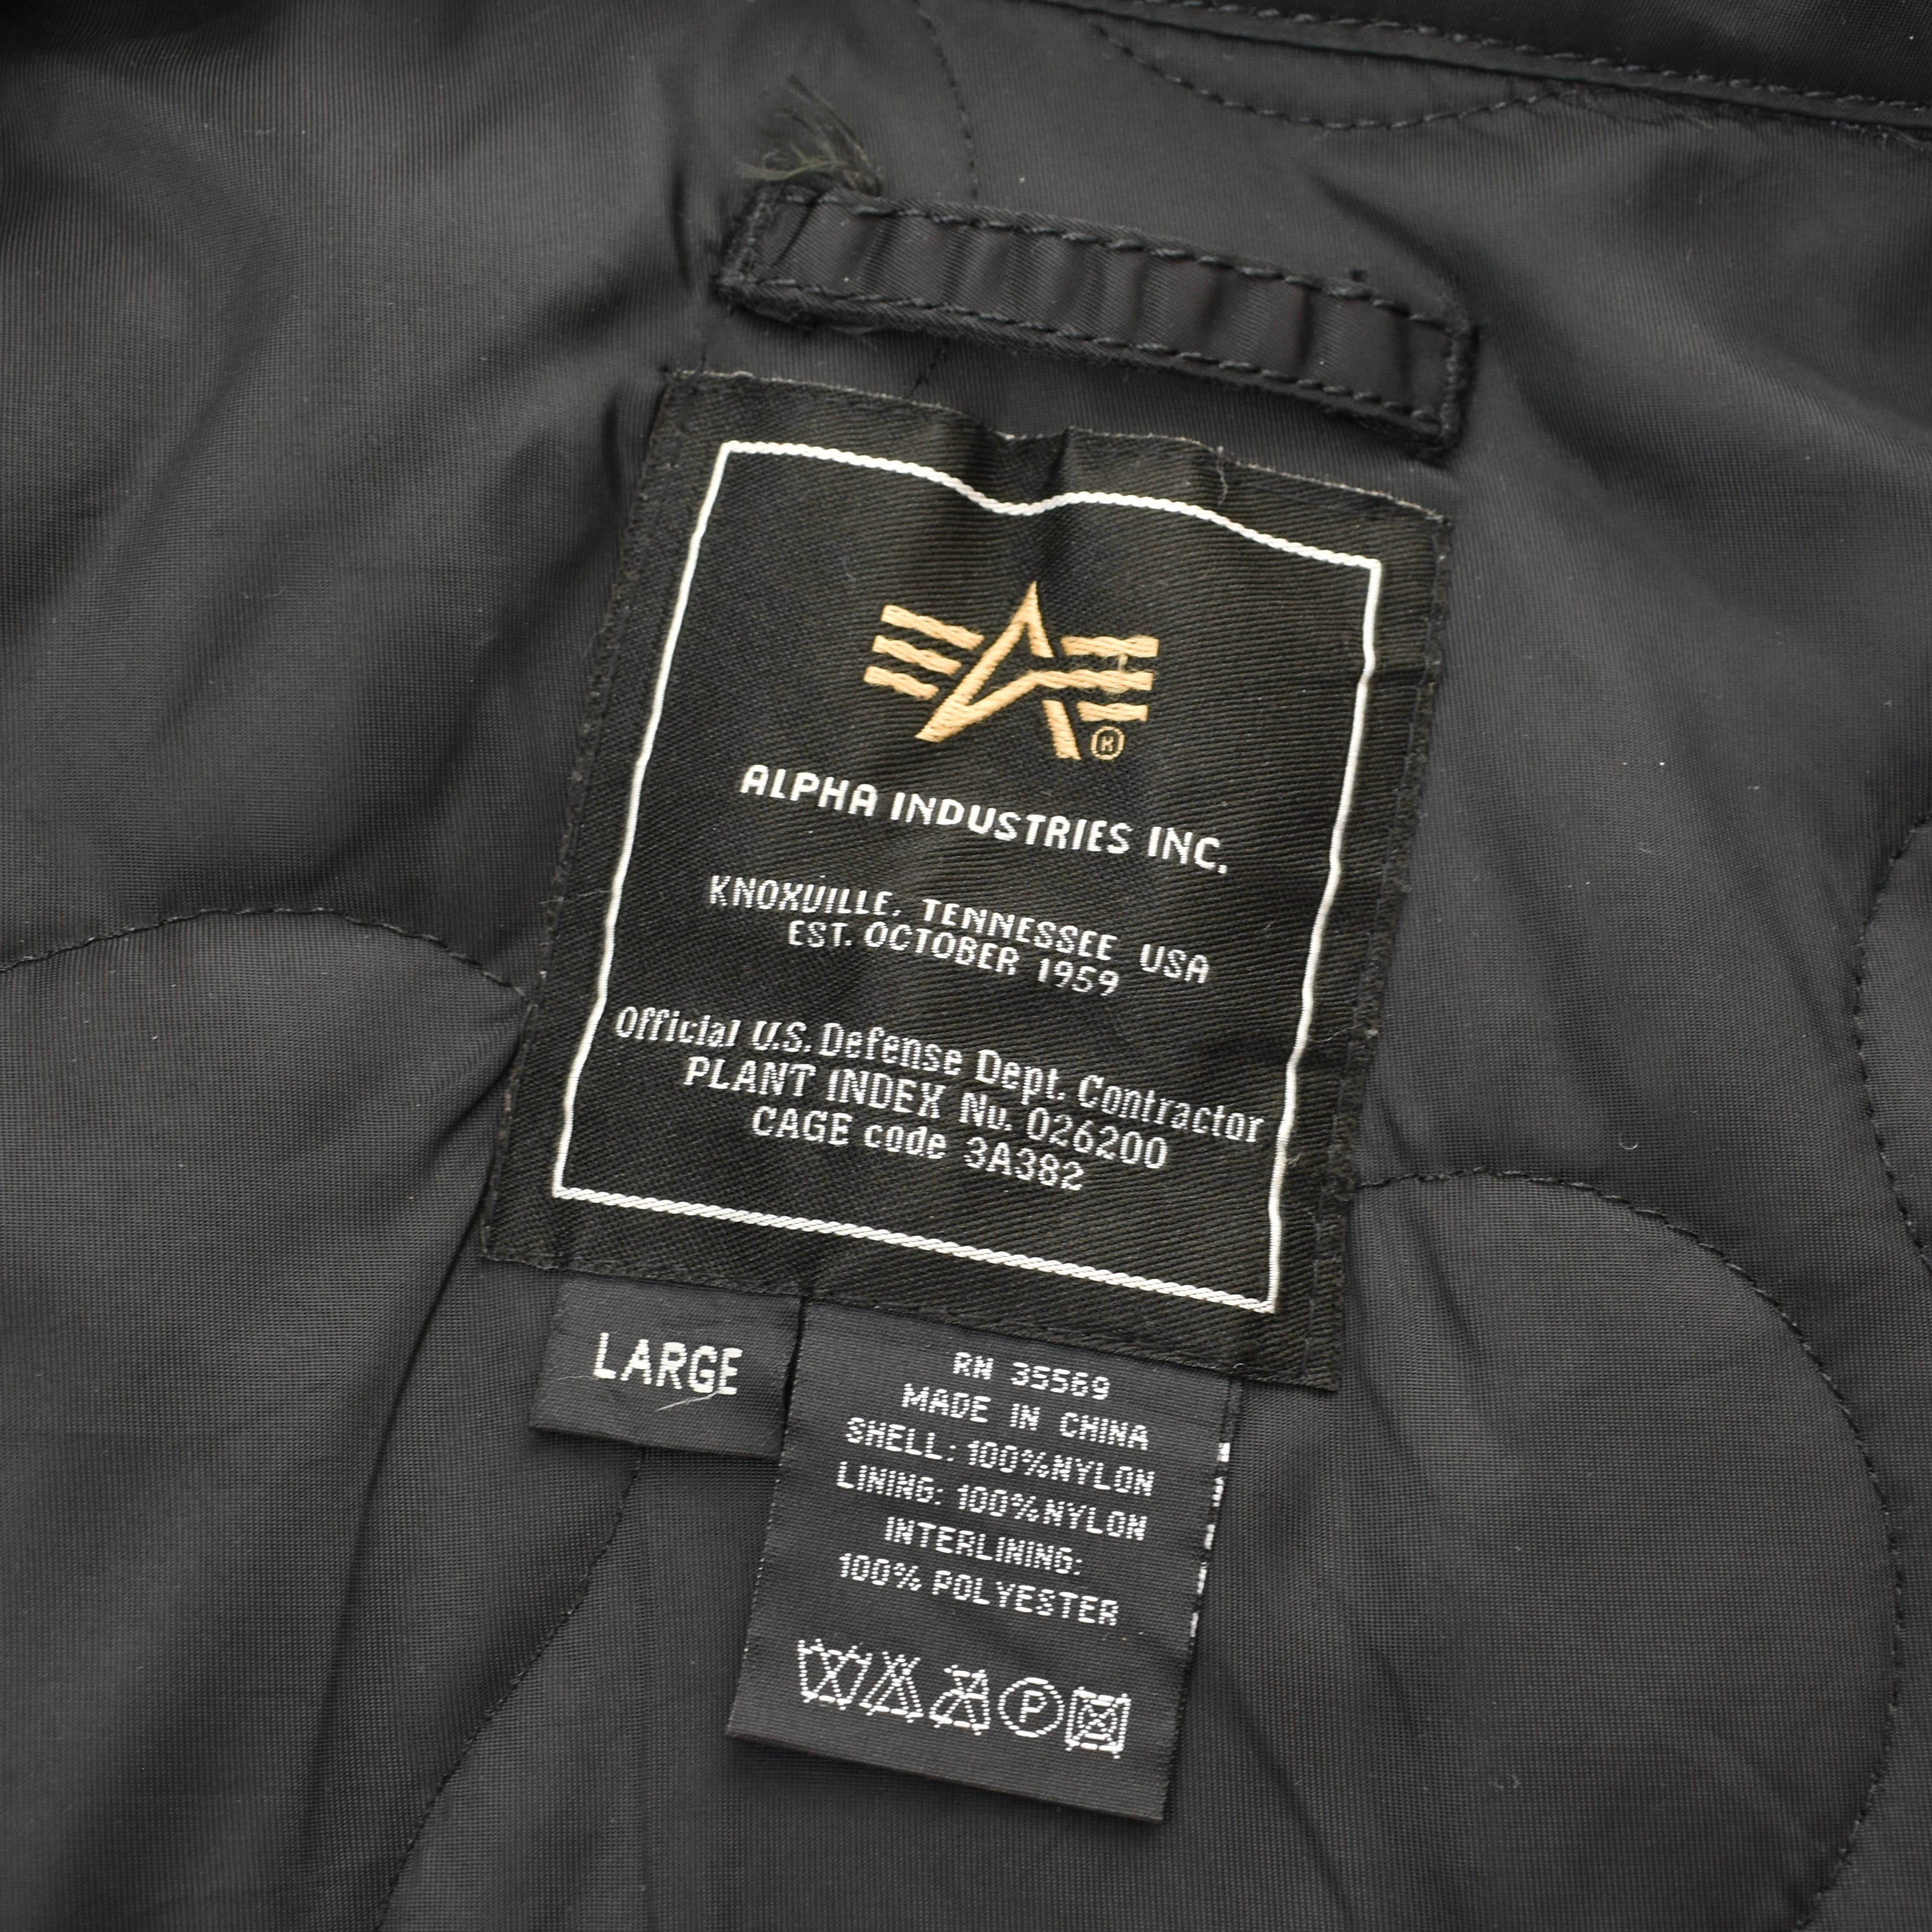 ALPHA INDUSTRIES INC.
KNOXVILLE, TENNESSEE USA
EST. OCTOBER 1959
Official U.S. Defense Dept. Contractor
PLANT INDEX No. 026200
CAGE code 3A382
LARGE
RN 35569
MADE IN CHINA
SHELL: 100%NYLON
LINING: 100%NYLON
INTERLINING:
100% POLYESTER
P